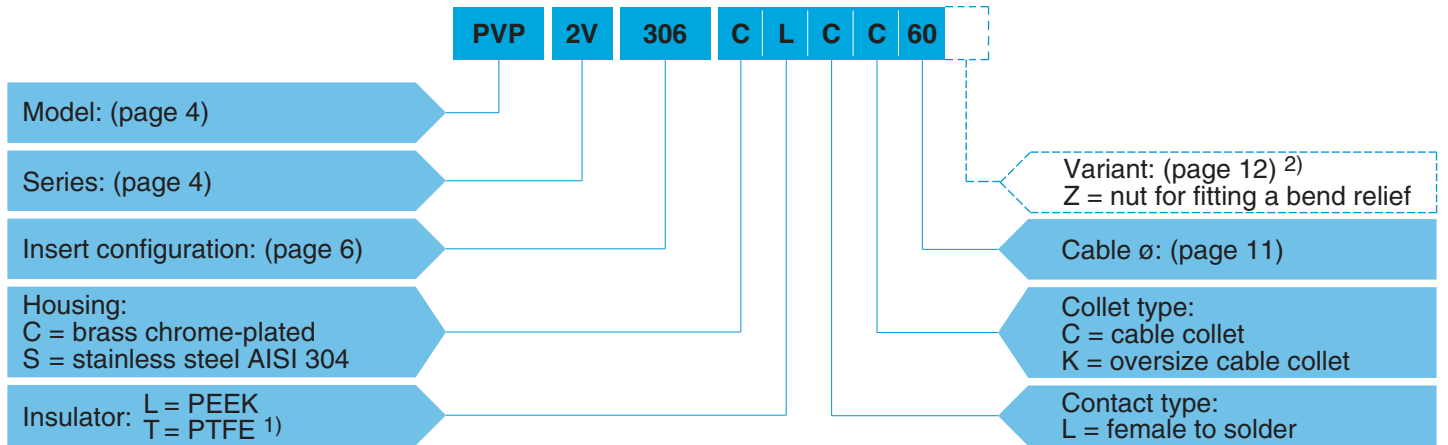 PVP 2V 306 C L C C 60
Model: (page 4)
Series: (page 4)
Insert configuration: (page 6)
Housing:
C = brass chrome-plated
S = stainless steel AISI 304
Insulator: L = PEEK
T = PTFE 1)
Variant: (page 12) 2)
Z = nut for fitting a bend relief
Cable ø: (page 11)
Collet type:
C = cable collet
K = oversize cable collet
Contact type:
L = female to solder